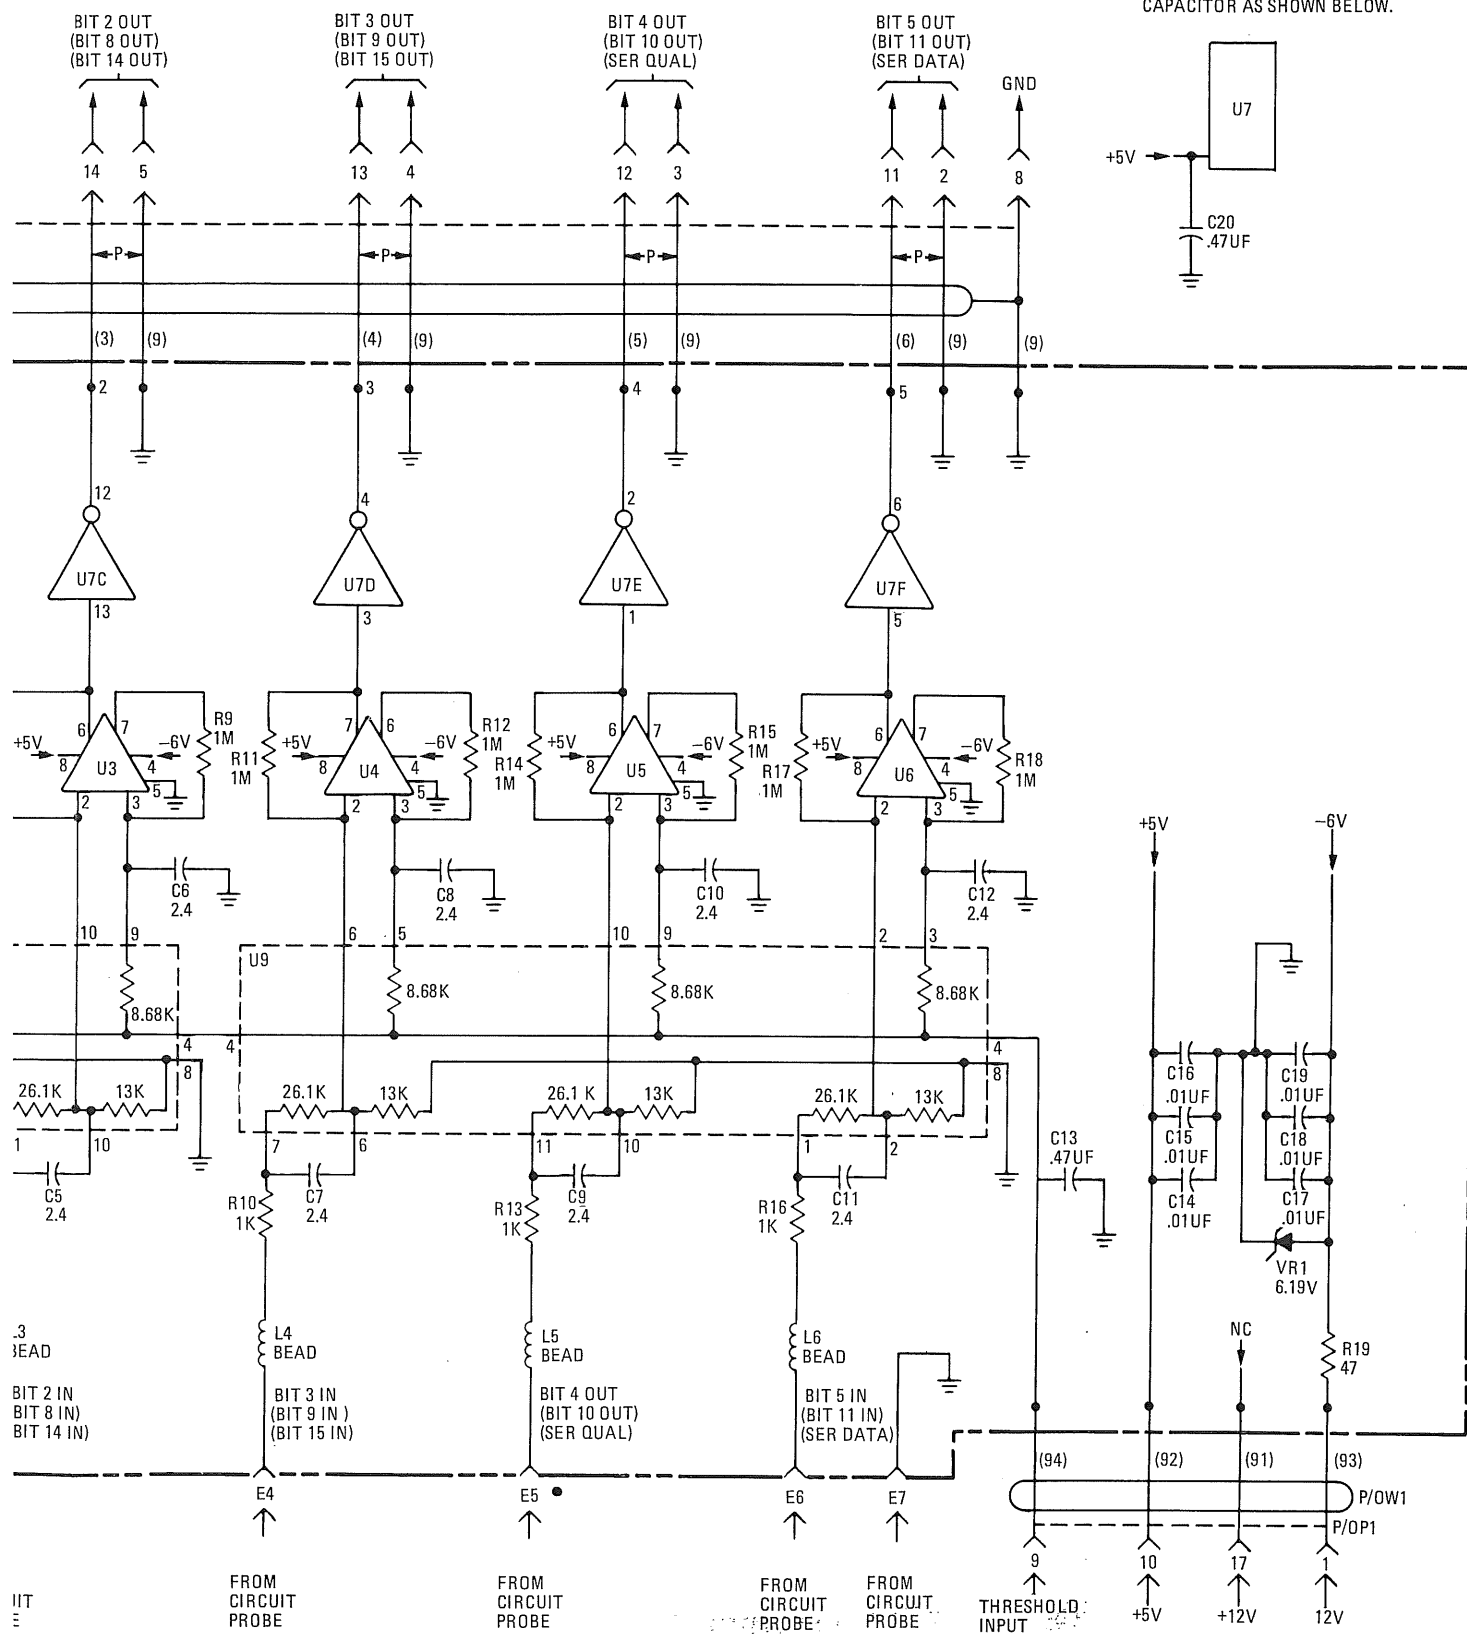 CAPACITOR AS SHOWN BELOW.
BIT 2 OUT
(BIT 8 OUT)
(BIT 14 OUT)
BIT 3 OUT
(BIT 9 OUT)
(BIT 15 OUT)
BIT 4 OUT
(BIT 10 OUT)
(SER QUAL)
BIT 5 OUT
(BIT 11 OUT)
(SER DATA)
GND
U7
+5V
C20
.47UF
14 5 13 4 12 3 11 2 8
P P P P
(3) (9) (4) (9) (5) (9) (6) (9) (9)
2 3 4 5
12 4 2 6
U7C U7D U7E U7F
13 3 1 5
+5V 6 7 R9
1M
8 U3 4 -6V
5
2 3
R11
1M
+5V 7 6 -6V R12
1M
8 U4 4
5
2 3
R14
1M
+5V 6 7 -6V R15
1M
8 U5 4
5
2 3
R17
1M
+5V 6 7 -6V R18
1M
8 U6 4
5
2 3
C6
2.4
C8
2.4
C10
2.4
C12
2.4
+5V -6V
10 9 6 5 10 9 2 3
U9
8.68K 8.68K 8.68K 8.68K
4 4 4
8 8
26.1K 13K 26.1K 13K 26.1 K 13K 26.1K 13K
1 10 7 6 11 10 1 2
C5
2.4
C7
2.4
C9
2.4
C11
2.4
R10
1K
R13
1K
R16
1K
C13
.47UF
C16
.01UF
C15
.01UF
C14
.01UF
C19
.01UF
C18
.01UF
C17
.01UF
VR1
6.19V
NC
R19
47
BEAD
L4
BEAD
L5
BEAD
L6
BEAD
BIT 2 IN
BIT 8 IN)
BIT 14 IN)
BIT 3 IN
(BIT 9 IN )
(BIT 15 IN)
BIT 4 OUT
(BIT 10 OUT)
(SER QUAL)
BIT 5 IN
(BIT 11 IN)
(SER DATA)
(94) (92) (91) (93)
E4 E5 E6 E7
P/OW1
P/OP1
9 10 17 1
FROM
CIRCUIT
PROBE
FROM
CIRCUIT
PROBE
FROM
CIRCUIT
PROBE
FROM
CIRCUIT
PROBE
THRESHOLD
INPUT
+5V +12V 12V